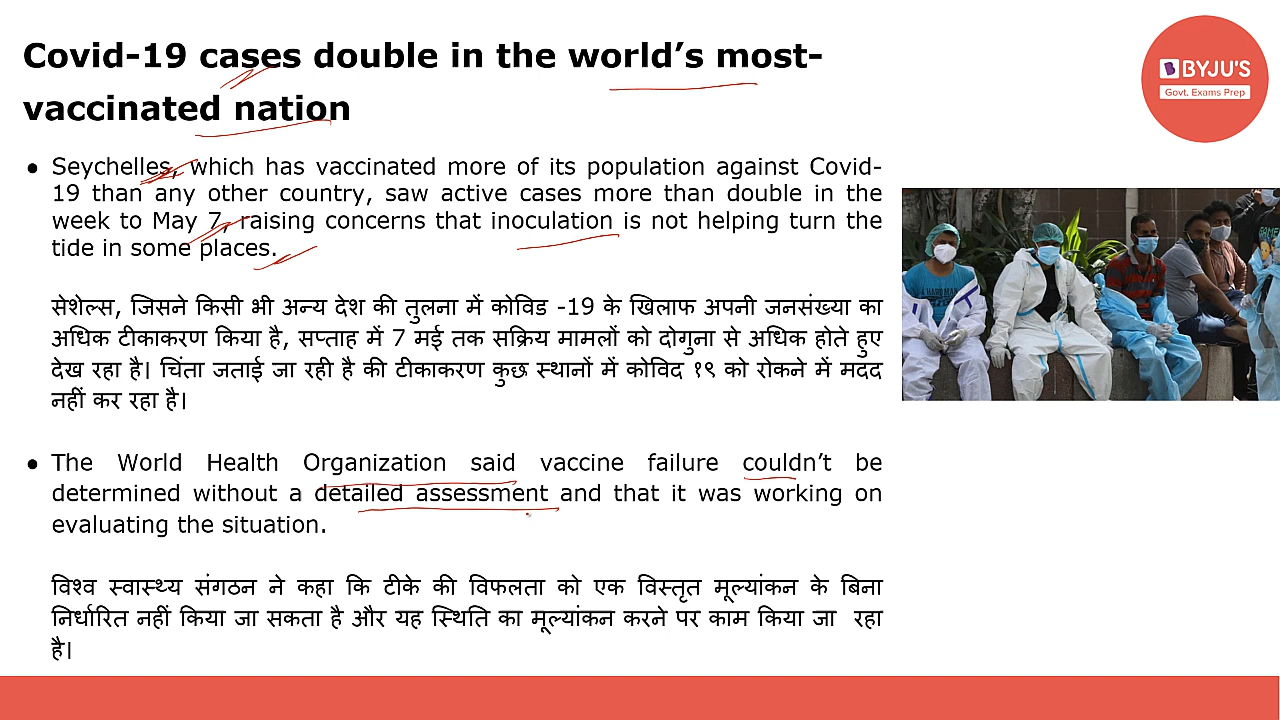 Covid-19 cases double in the world's most-
vaccinated nation
BYJU'S
Govt. Exams Prep
• Seychelles, which has vaccinated more of its population against Covid-
19 than any other country, saw active cases more than double in the
week to May 7, raising concerns that inoculation is not helping turn the
tide in some places.
सेशेल्स, जिसने किसी भी अन्य देश की तुलना में कोविड -19 के खिलाफ अपनी जनसंख्या का
अधिक टीकाकरण किया है, सप्ताह में 7 मई तक सक्रिय मामलों को दोगुना से अधिक होते हुए
देख रहा है। चिंता जताई जा रही है की टीकाकरण कुछ स्थानों में कोविद १९ को रोकने में मदद
नहीं कर रहा है।
• The World Health Organization said vaccine failure couldn't be
determined without a detailed assessment and that it was working on
evaluating the situation.
विश्व स्वास्थ्य संगठन ने कहा कि टीके की विफलता को एक विस्तृत मूल्यांकन के बिना
निर्धारित नहीं किया जा सकता है और यह स्थिति का मूल्यांकन करने पर काम किया जा रहा
है।